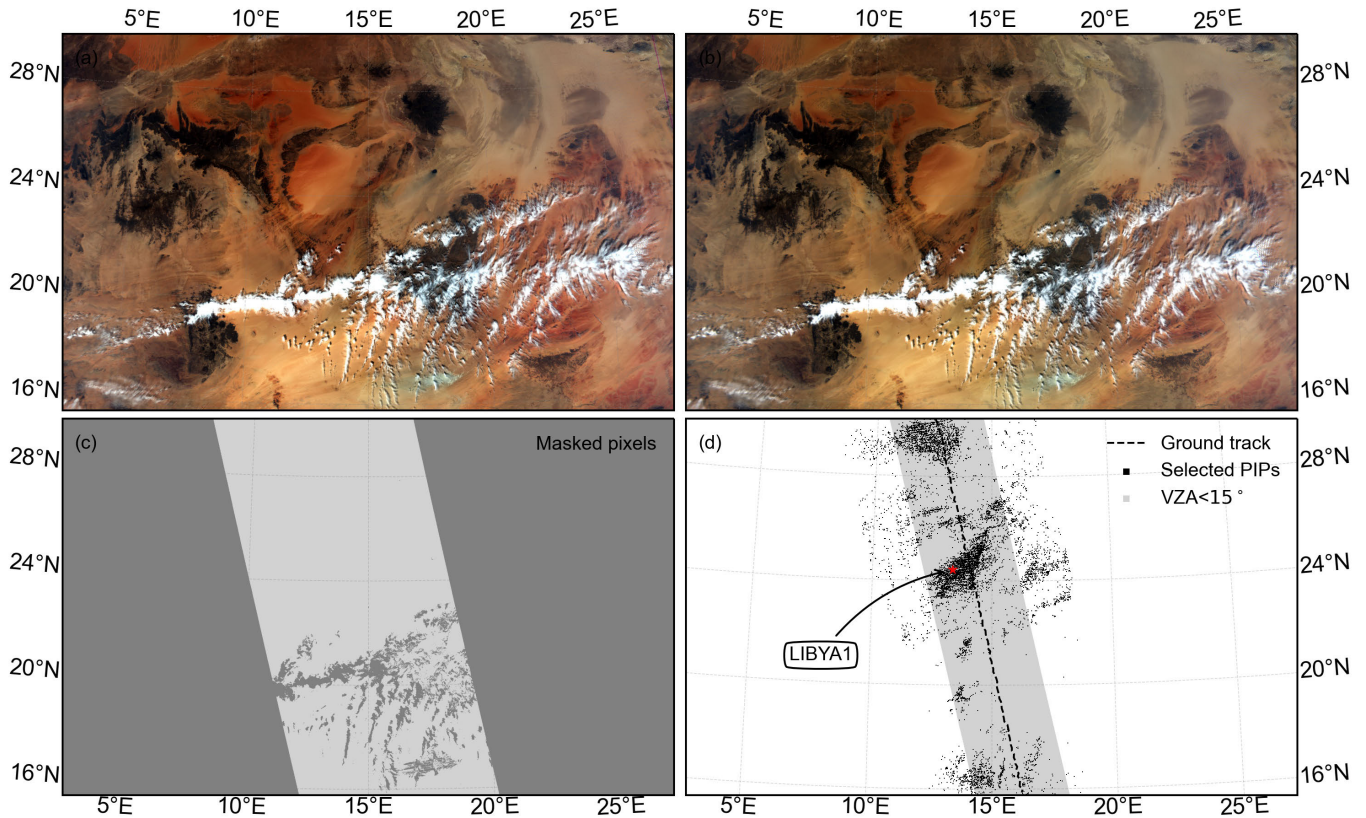 5°E 10°E 15°E 20°E 25°E 5°E 10°E 15°E 20°E 25°E
(a) (b)
28°N 28°N
24°N 24°N
20°N 20°N
16°N 16°N
(c) Masked pixels (d) Ground track
28°N 28°N
Selected PIPs
VZA<15°
24°N 24°N
LIBYA1
20°N 20°N
16°N 16°N
5°E 10°E 15°E 20°E 25°E 5°E 10°E 15°E 20°E 25°E